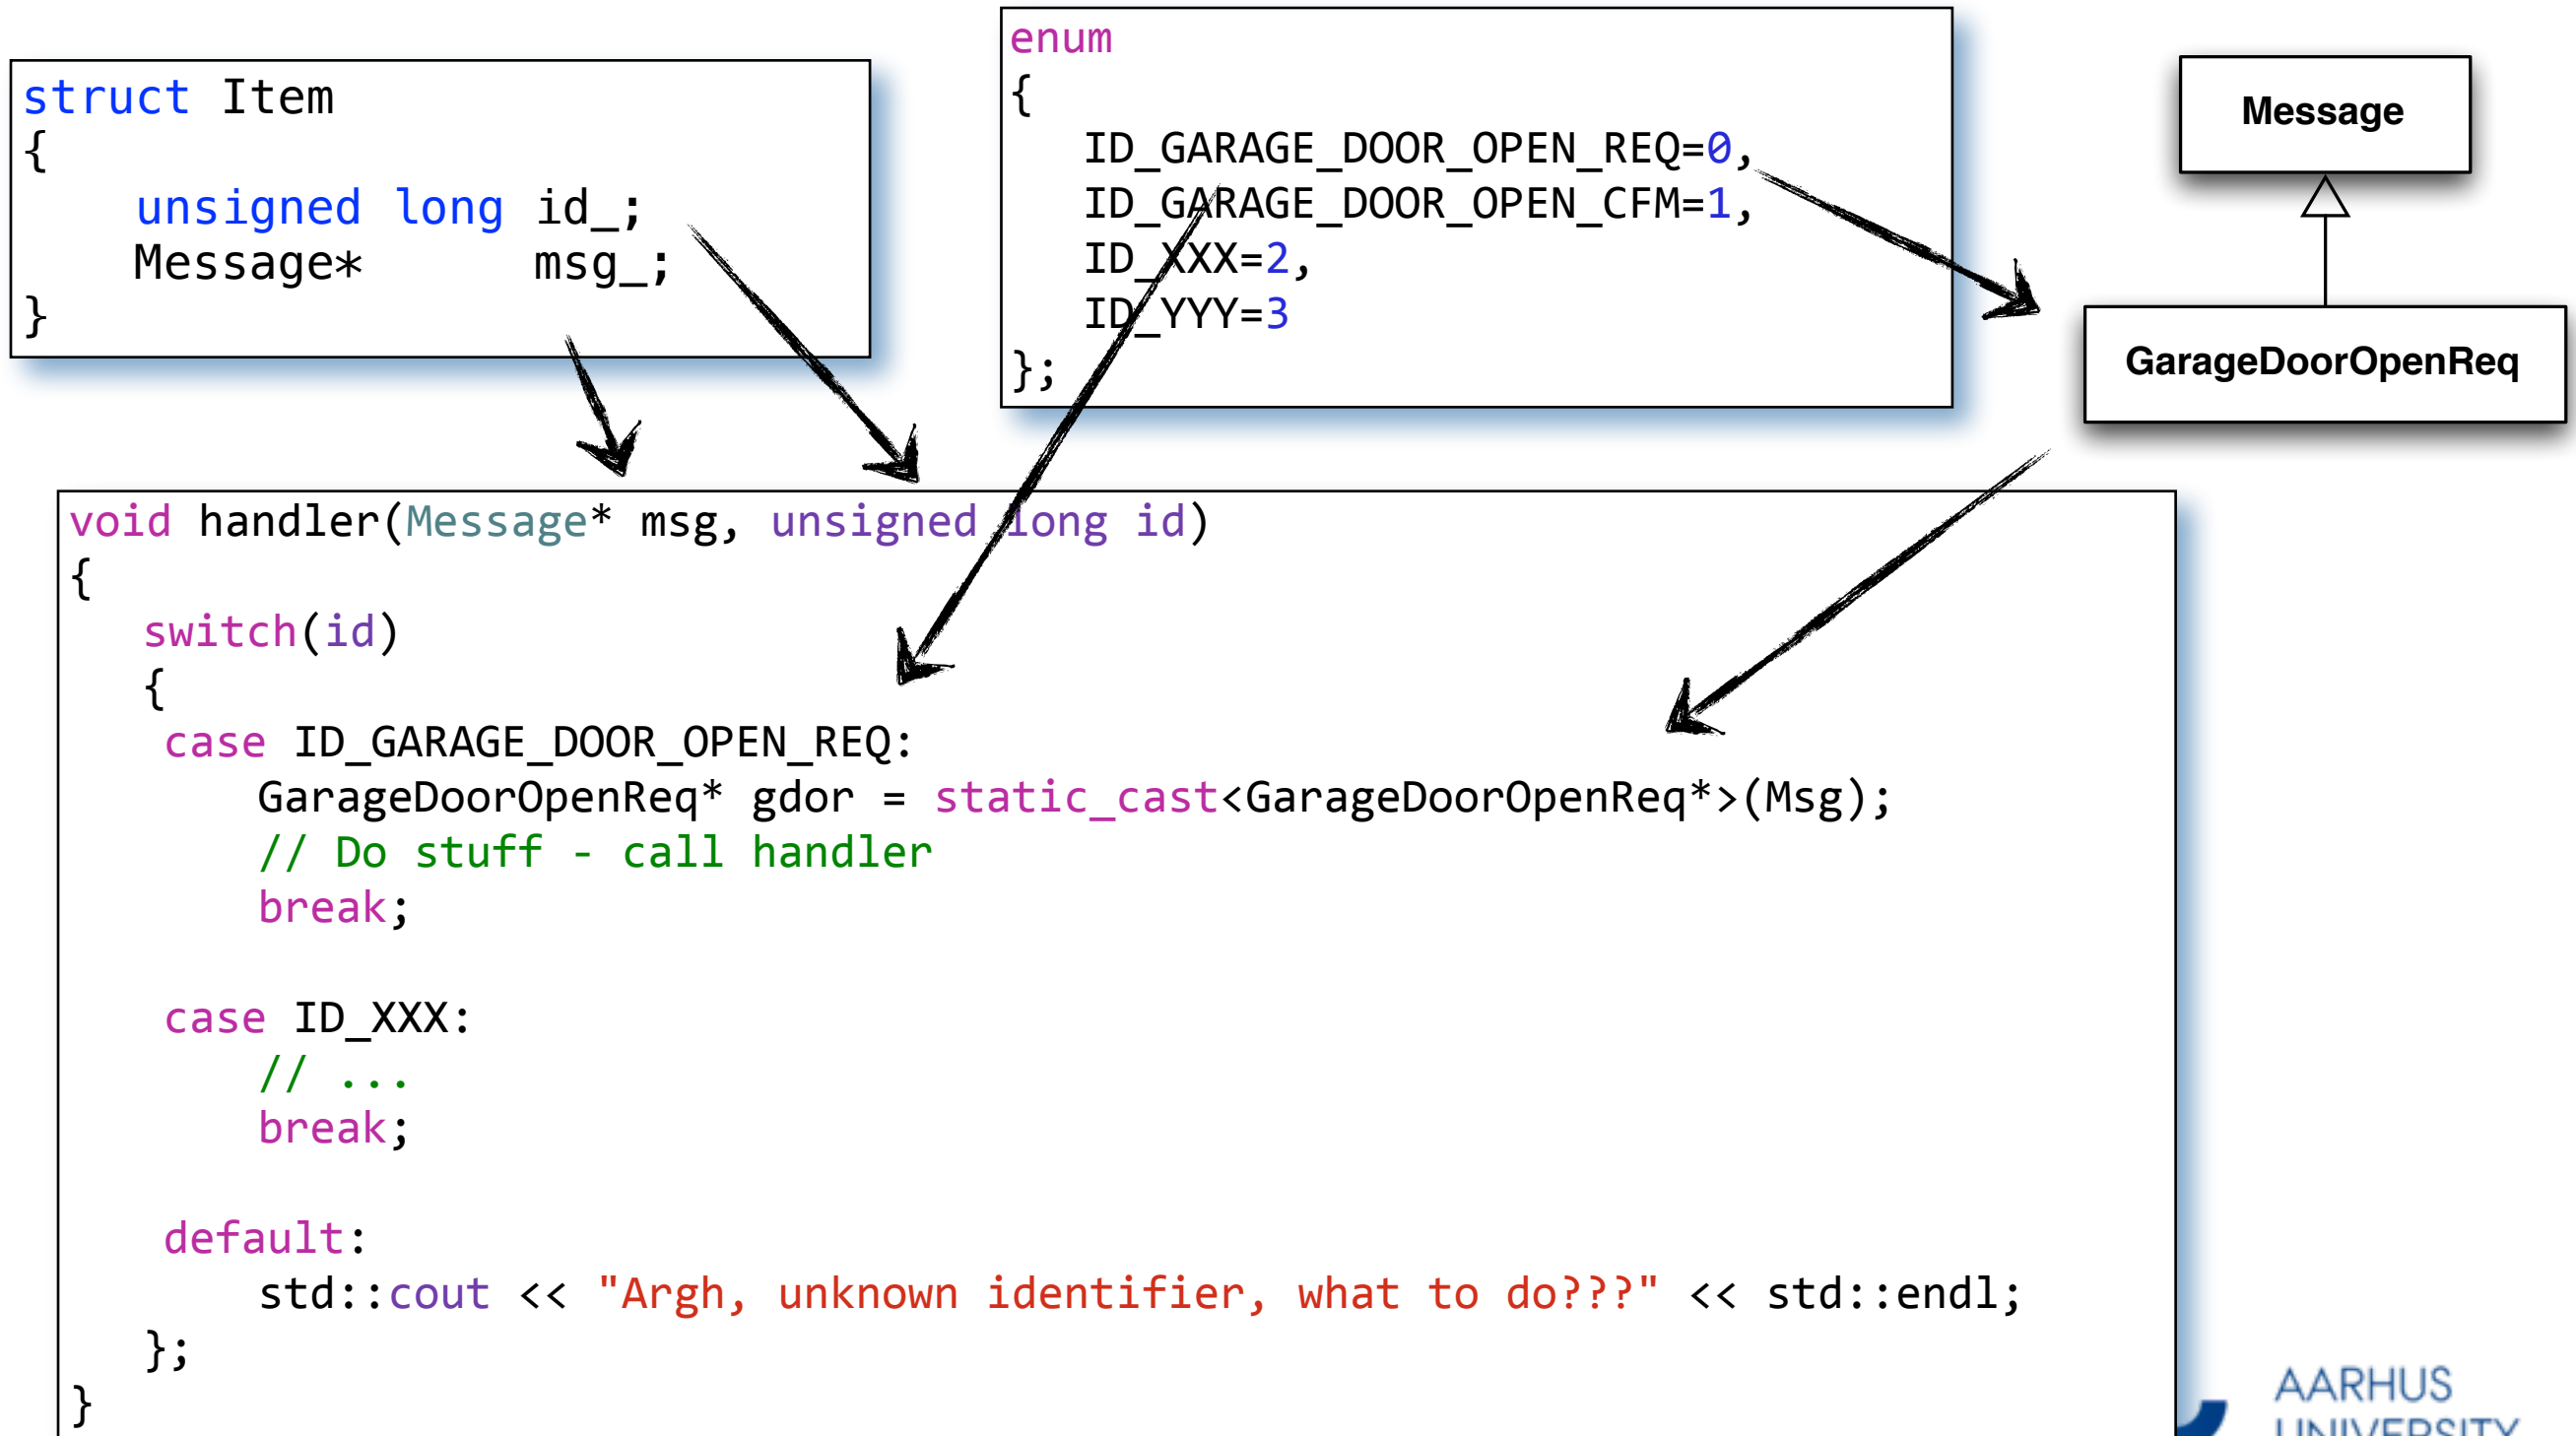 struct Item
{
    unsigned long id_;
    Message*      msg_;
}
enum
{
   ID_GARAGE_DOOR_OPEN_REQ=0,
   ID_GARAGE_DOOR_OPEN_CFM=1,
   ID_XXX=2,
   ID_YYY=3
};
Message
GarageDoorOpenReq
void handler(Message* msg, unsigned long id)
{
   switch(id)
   {
    case ID_GARAGE_DOOR_OPEN_REQ:
        GarageDoorOpenReq* gdor = static_cast<GarageDoorOpenReq*>(Msg);
        // Do stuff - call handler
        break;
    case ID_XXX:
        // ...
        break;
    default:
        std::cout << "Argh, unknown identifier, what to do???" << std::endl;
   };
}
AARHUS
UNIVERSITY